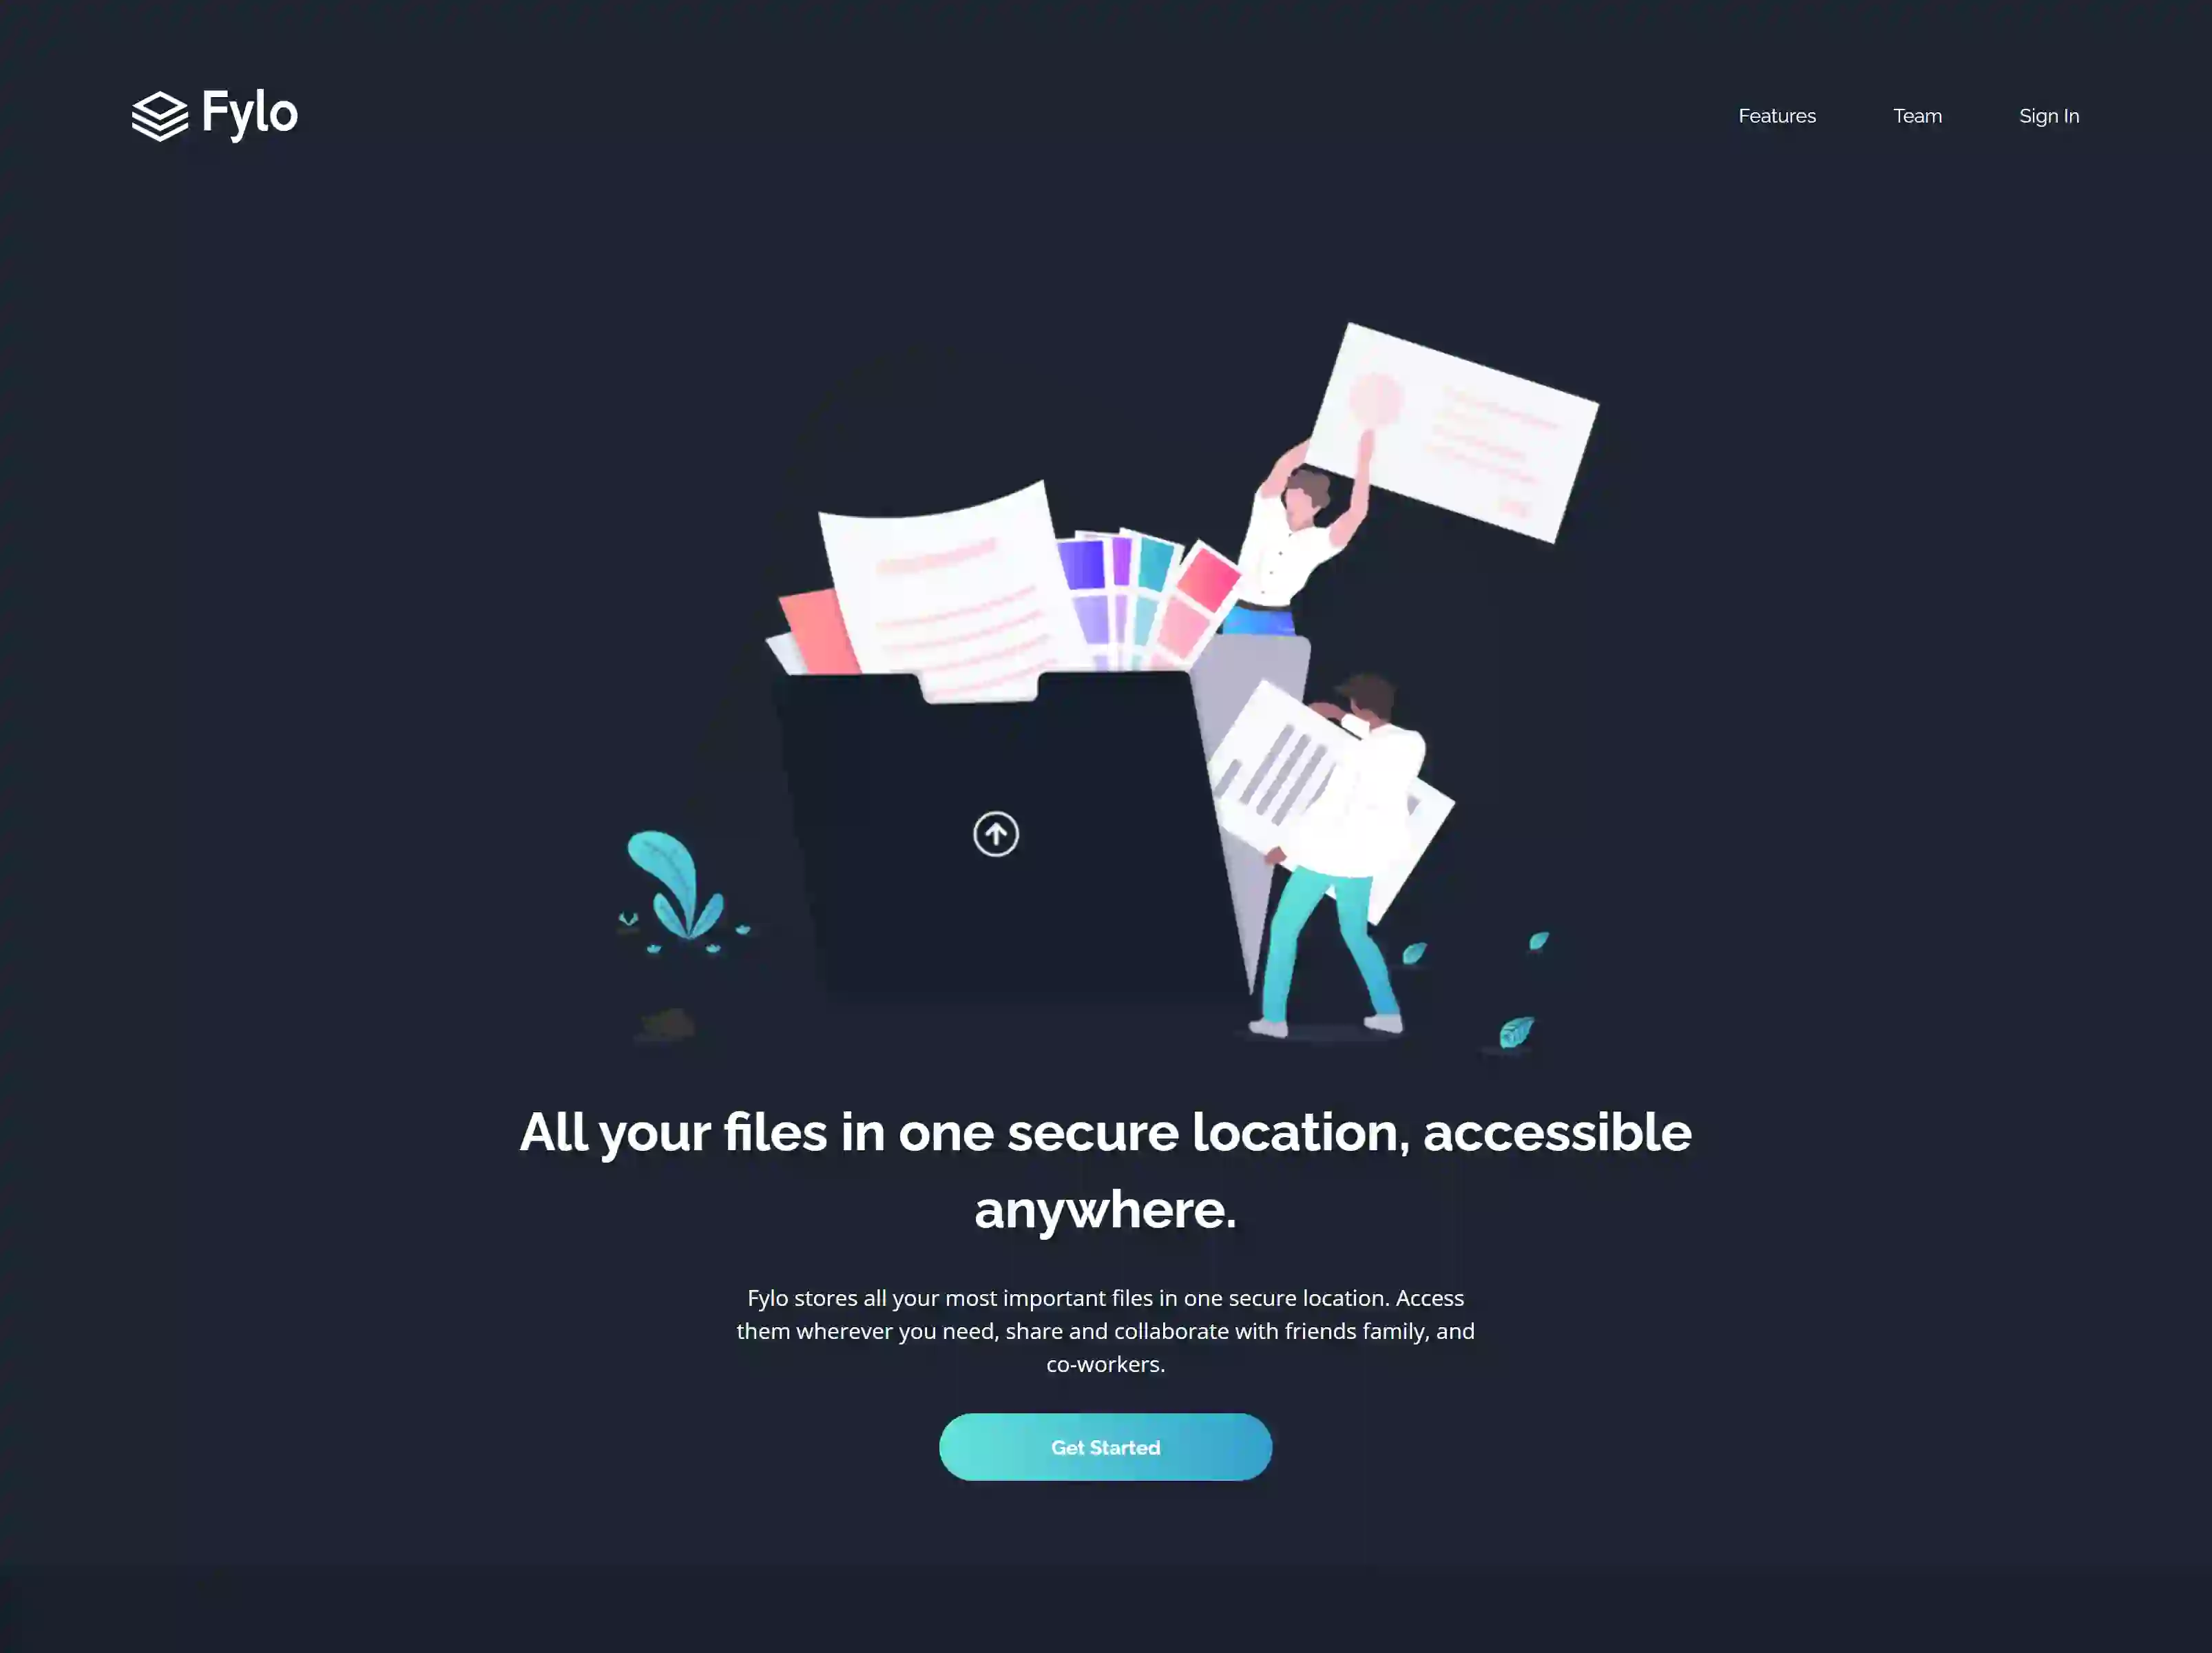 Fylo
Features
Team
Sign In
All your files in one secure location, accessible
anywhere.
Fylo stores all your most important files in one secure location. Access
them wherever you need, share and collaborate with friends family, and
co-workers.
Get Started